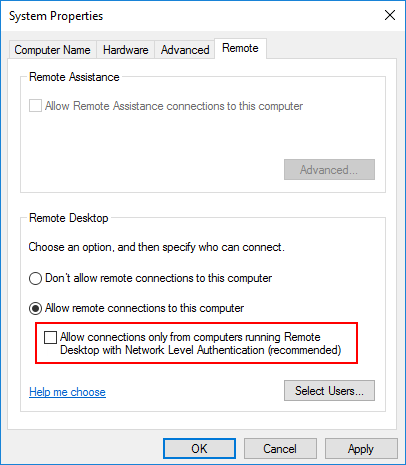 System Properties
Computer Name Hardware Advanced Remote
Remote Assistance
Allow Remote Assistance connections to this computer
Advanced...
Remote Desktop
Choose an option, and then specify who can connect.
Don't allow remote connections to this computer
Allow remote connections to this computer
Allow connections only from computers running Remote
Desktop with Network Level Authentication (recommended)
Help me choose
Select Users...
OK Cancel Apply